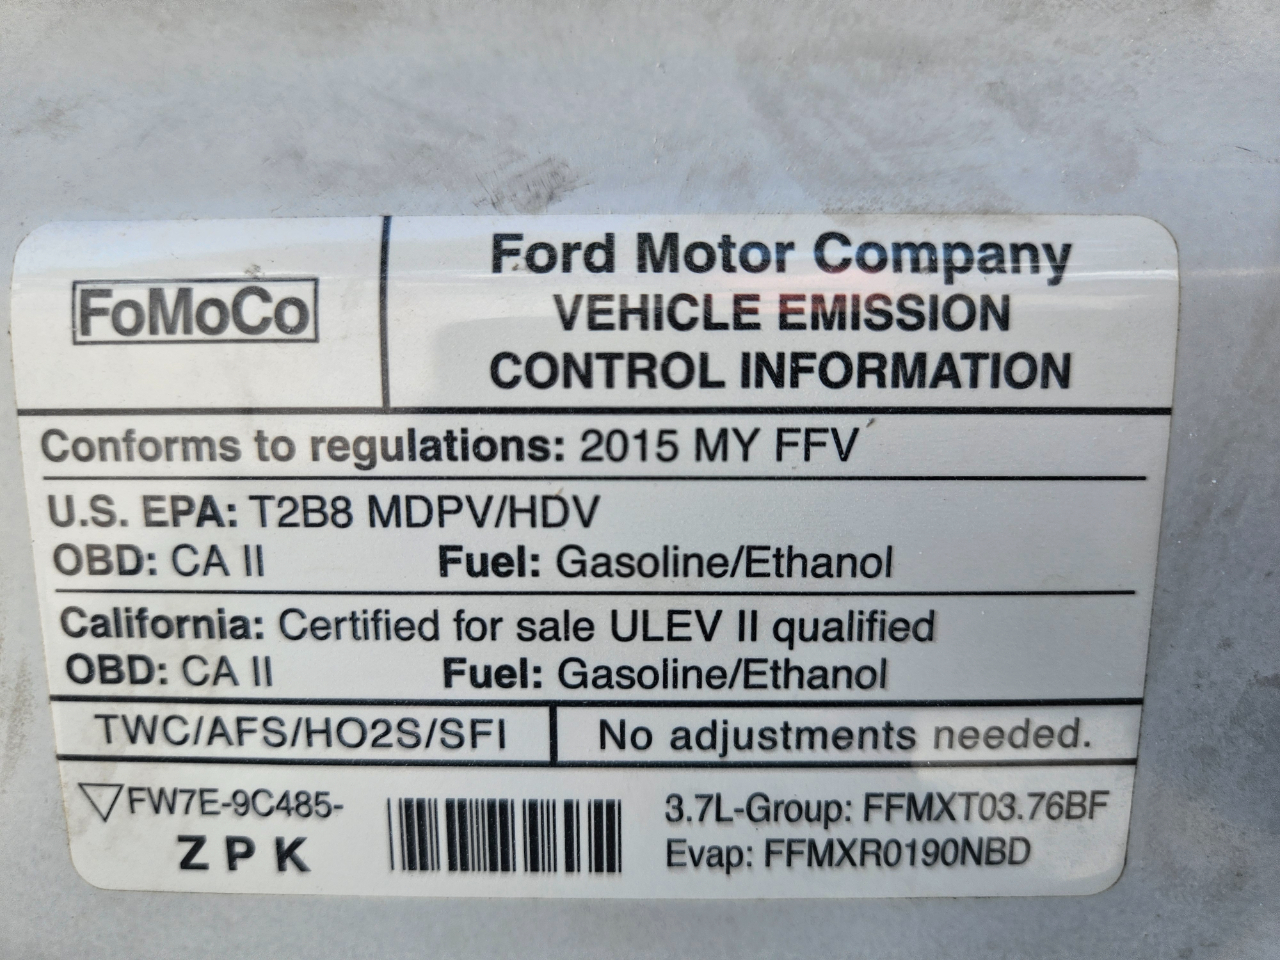 FoMoCo
Ford Motor Company
VEHICLE EMISSION
CONTROL INFORMATION
Conforms to regulations: 2015 MY FFV
U.S. EPA: T2B8 MDPV/HDV
OBD: CA II Fuel: Gasoline/Ethanol
California: Certified for sale ULEV II qualified
OBD: CA II Fuel: Gasoline/Ethanol
TWC/AFS/HO2S/SFI No adjustments needed.
FW7E-9C485-
Z P K
3.7L-Group: FFMXT03.76BF
Evap: FFMXR0190NBD